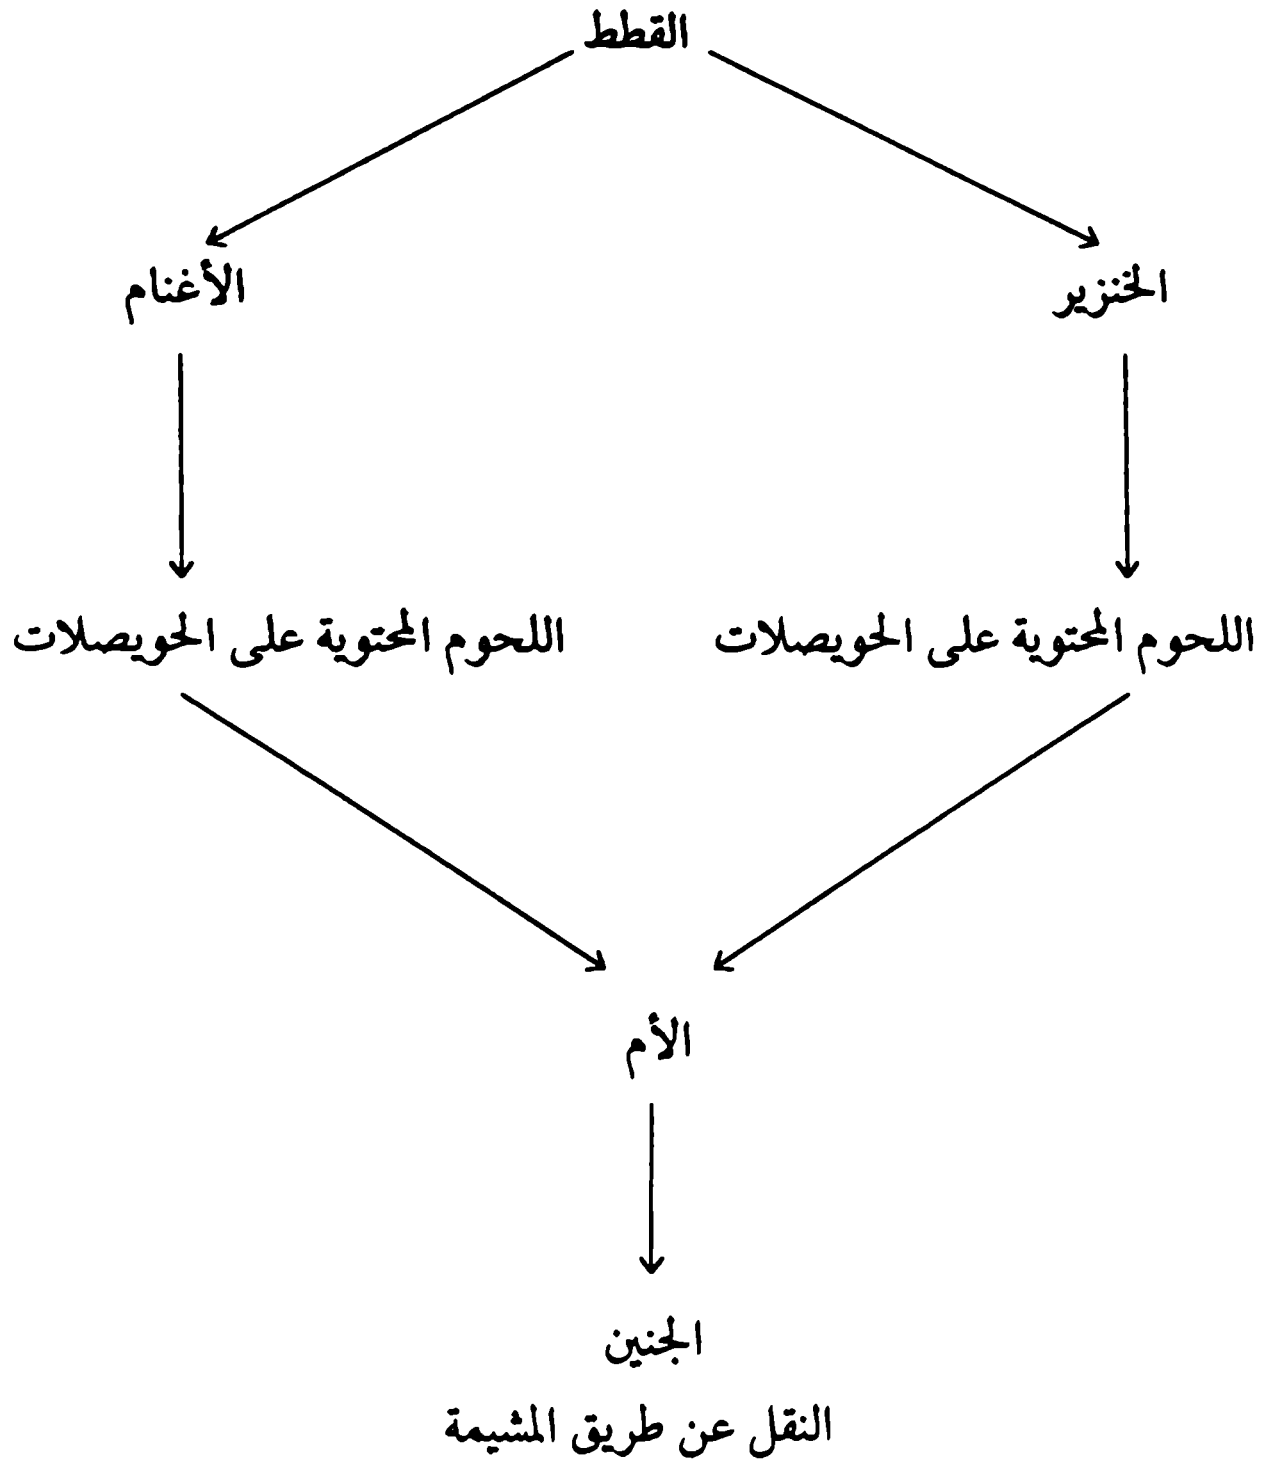 القطط
الخنزير
الأغنام
اللحوم المحتوية على الحويصلات
اللحوم المحتوية على الحويصلات
الأم
الجنين
النقل عن طريق المشيمة